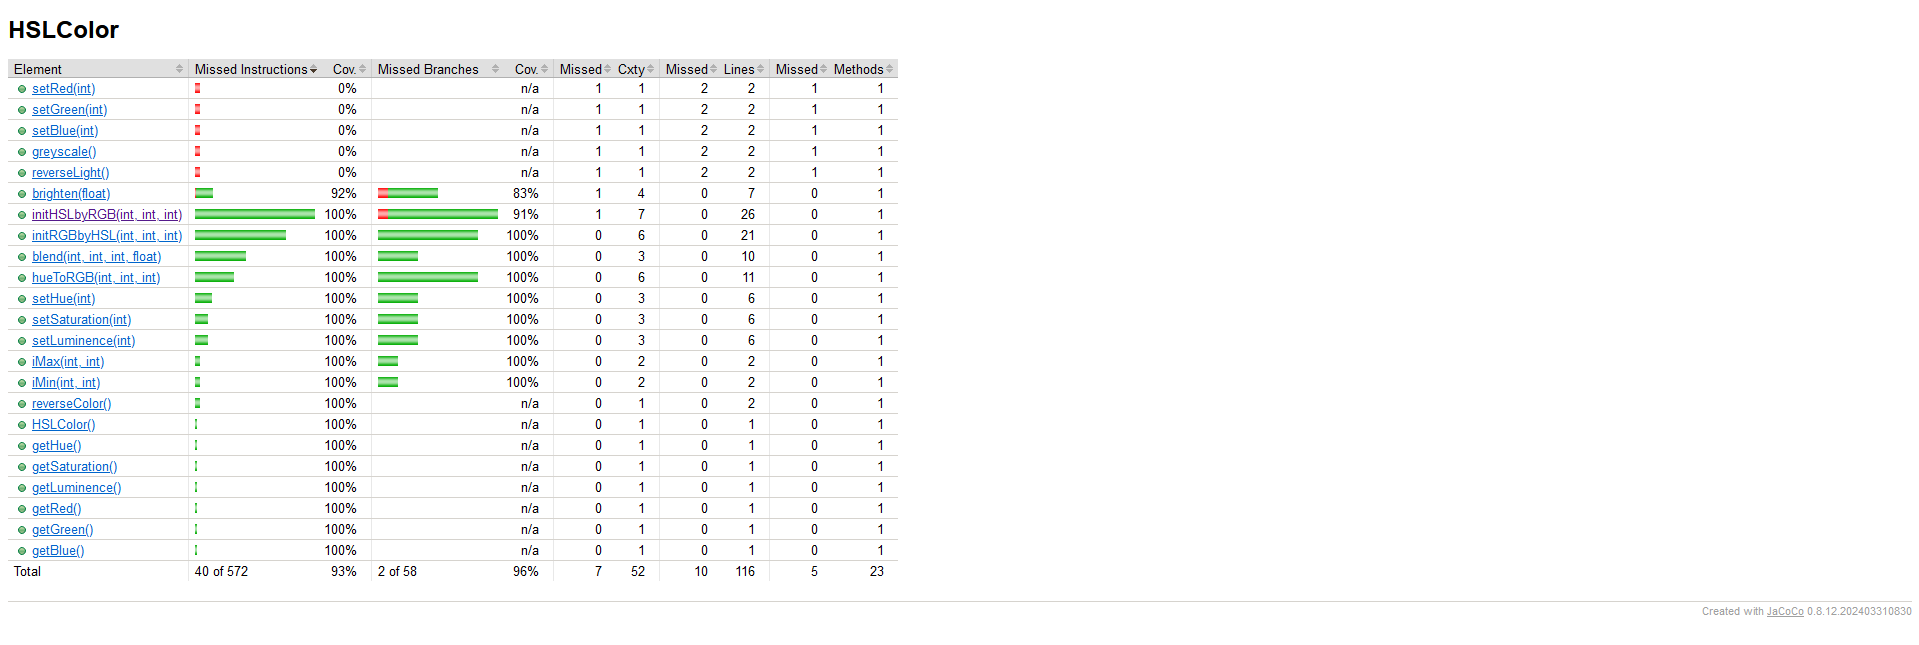 HSLColor
Element Missed Instructions Cov. Missed Branches Cov. Missed Cxty Missed Lines Missed Methods
setRed(int) 0% n/a 1 1 2 2 1 1
setGreen(int) 0% n/a 1 1 2 2 1 1
setBlue(int) 0% n/a 1 1 2 2 1 1
greyscale() 0% n/a 1 1 2 2 1 1
reverseLight() 0% n/a 1 1 2 2 1 1
brighten(float) 92% 83% 1 4 0 7 0 1
initHSLbyRGB(int, int, int) 100% 91% 1 7 0 26 0 1
initRGBbyHSL(int, int, int) 100% 100% 0 6 0 21 0 1
blend(int, int, int, float) 100% 100% 0 3 0 10 0 1
hueToRGB(int, int, int) 100% 100% 0 6 0 11 0 1
setHue(int) 100% 100% 0 3 0 6 0 1
setSaturation(int) 100% 100% 0 3 0 6 0 1
setLuminence(int) 100% 100% 0 3 0 6 0 1
iMax(int, int) 100% 100% 0 2 0 2 0 1
iMin(int, int) 100% 100% 0 2 0 2 0 1
reverseColor() 100% n/a 0 1 0 2 0 1
HSLColor() 100% n/a 0 1 0 1 0 1
getHue() 100% n/a 0 1 0 1 0 1
getSaturation() 100% n/a 0 1 0 1 0 1
getLuminence() 100% n/a 0 1 0 1 0 1
getRed() 100% n/a 0 1 0 1 0 1
getGreen() 100% n/a 0 1 0 1 0 1
getBlue() 100% n/a 0 1 0 1 0 1
Total 40 of 572 93% 2 of 58 96% 7 52 10 116 5 23
Created with JaCoCo 0.8.12.202403310830